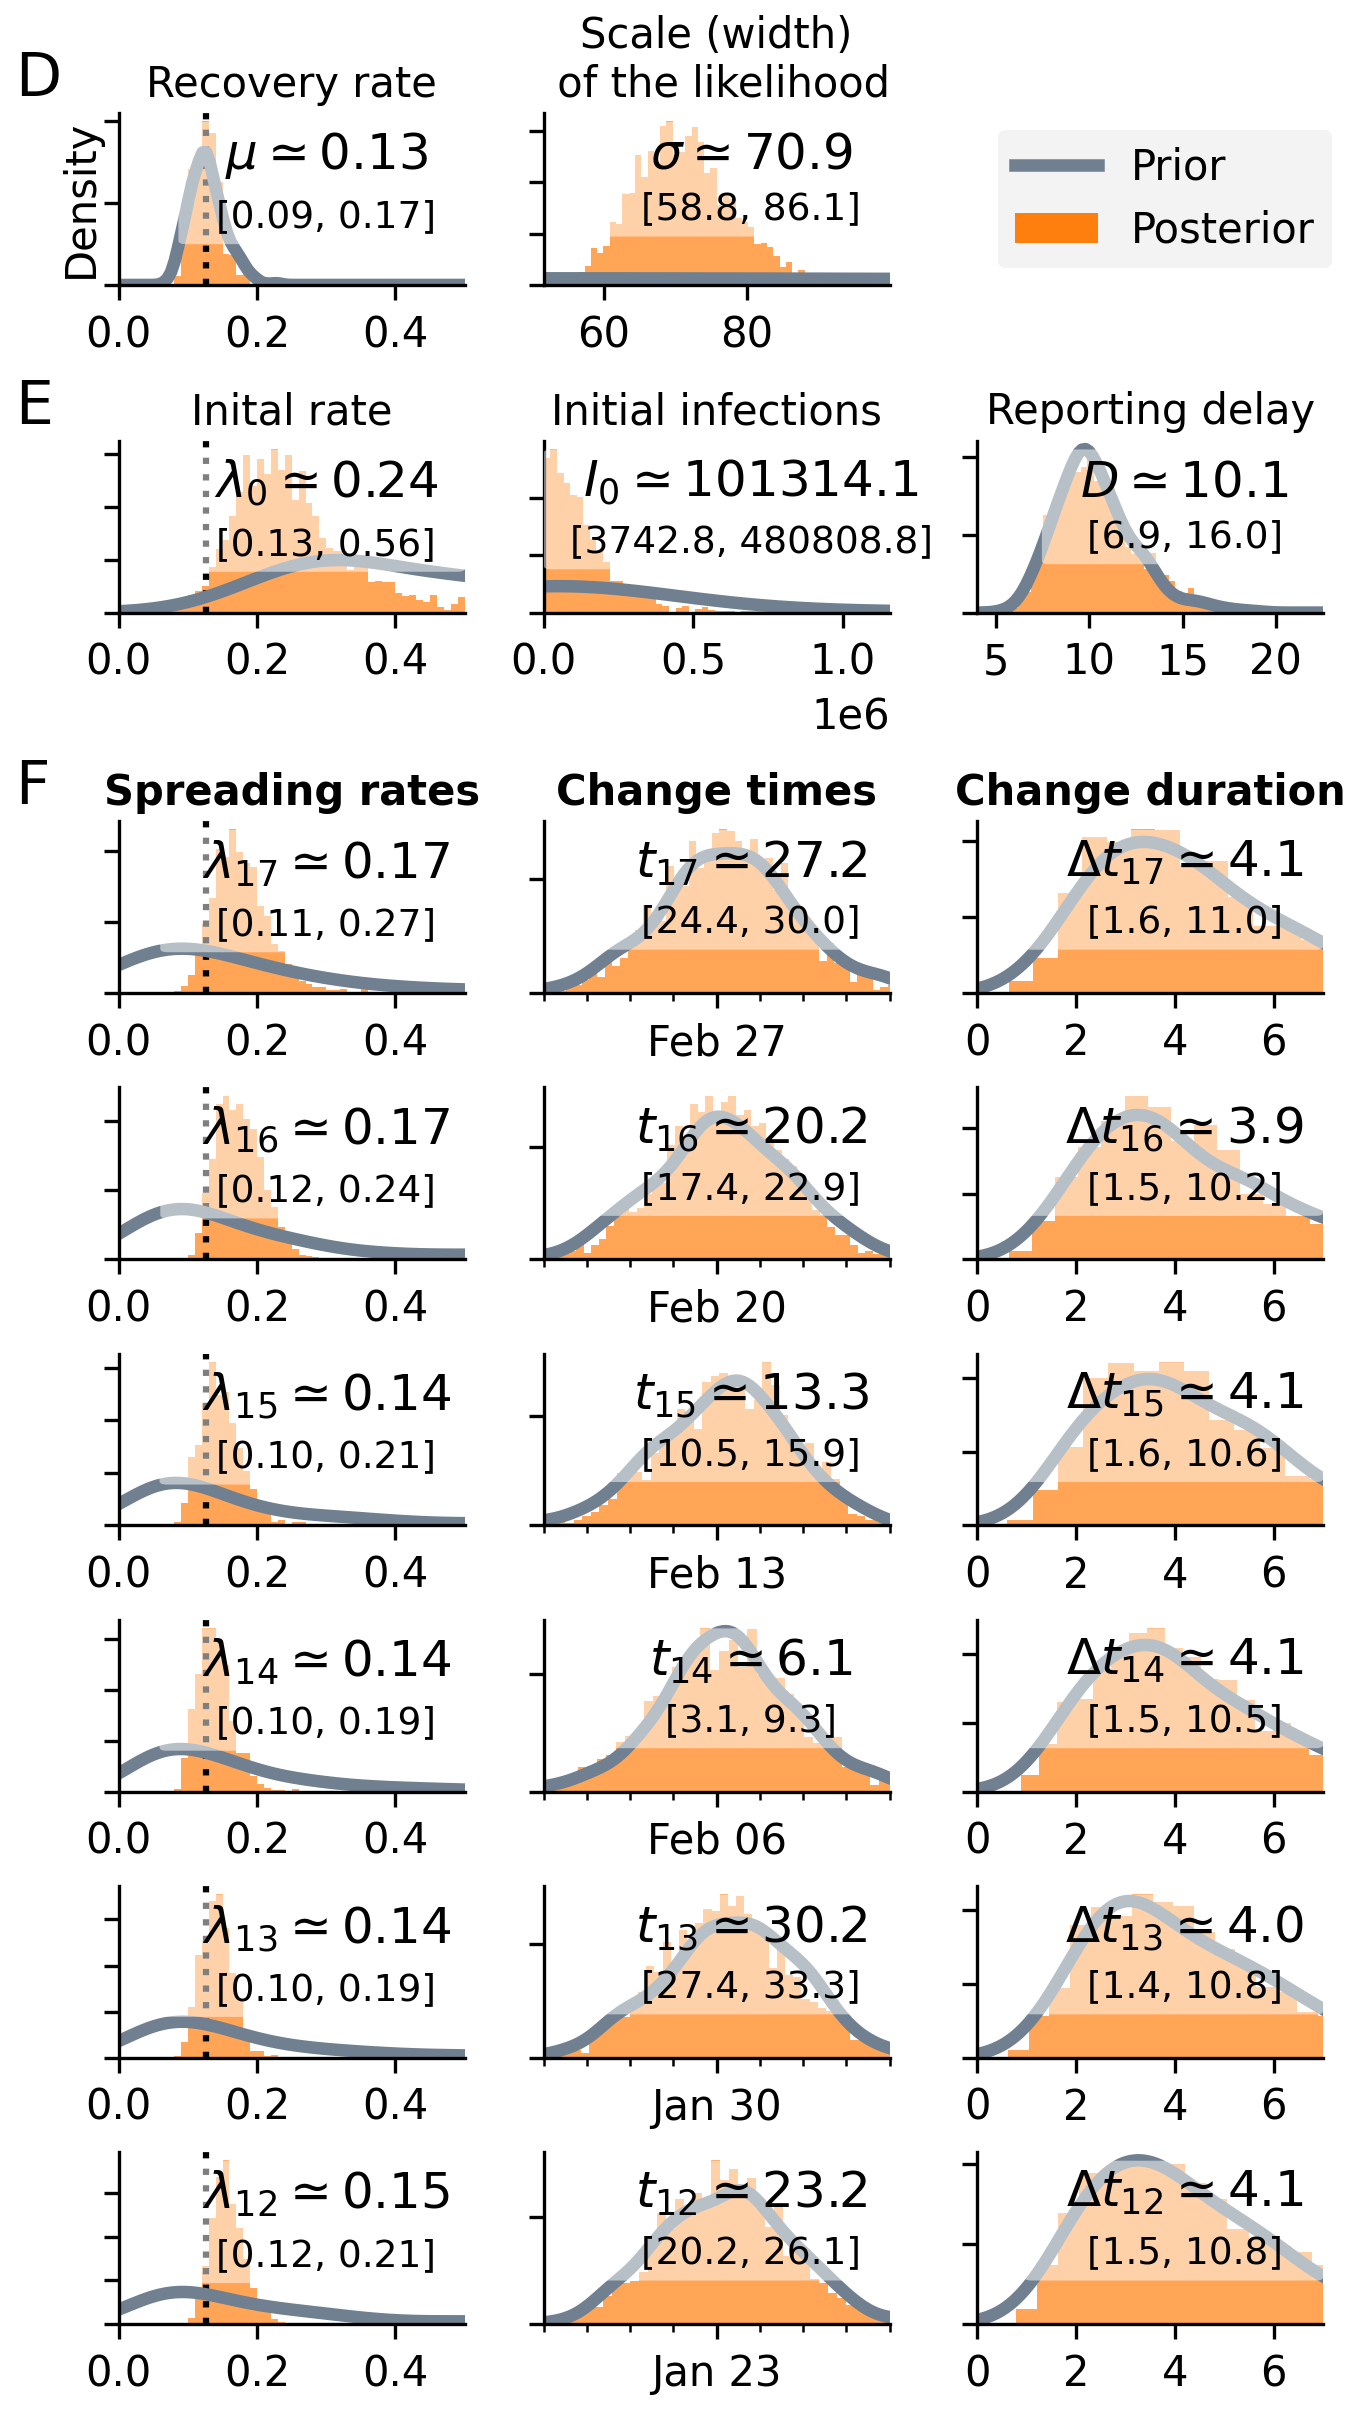 D
Recovery rate
Scale (width)
of the likelihood
Density
μ ≃ 0.13
[0.09, 0.17]
σ ≃ 70.9
[58.8, 86.1]
Prior
Posterior
0.0 0.2 0.4
60 80
E
Inital rate
Initial infections
Reporting delay
λ0 ≃ 0.24
[0.13, 0.56]
I0 ≃ 101314.1
[3742.8, 480808.8]
D ≃ 10.1
[6.9, 16.0]
0.0 0.2 0.4
0.0 0.5 1.0
1e6
5 10 15 20
F
Spreading rates
Change times
Change duration
λ17 ≃ 0.17
[0.11, 0.27]
t17 ≃ 27.2
[24.4, 30.0]
Δt17 ≃ 4.1
[1.6, 11.0]
0.0 0.2 0.4
Feb 27
0 2 4 6
λ16 ≃ 0.17
[0.12, 0.24]
t16 ≃ 20.2
[17.4, 22.9]
Δt16 ≃ 3.9
[1.5, 10.2]
0.0 0.2 0.4
Feb 20
0 2 4 6
λ15 ≃ 0.14
[0.10, 0.21]
t15 ≃ 13.3
[10.5, 15.9]
Δt15 ≃ 4.1
[1.6, 10.6]
0.0 0.2 0.4
Feb 13
0 2 4 6
λ14 ≃ 0.14
[0.10, 0.19]
t14 ≃ 6.1
[3.1, 9.3]
Δt14 ≃ 4.1
[1.5, 10.5]
0.0 0.2 0.4
Feb 06
0 2 4 6
λ13 ≃ 0.14
[0.10, 0.19]
t13 ≃ 30.2
[27.4, 33.3]
Δt13 ≃ 4.0
[1.4, 10.8]
0.0 0.2 0.4
Jan 30
0 2 4 6
λ12 ≃ 0.15
[0.12, 0.21]
t12 ≃ 23.2
[20.2, 26.1]
Δt12 ≃ 4.1
[1.5, 10.8]
0.0 0.2 0.4
Jan 23
0 2 4 6